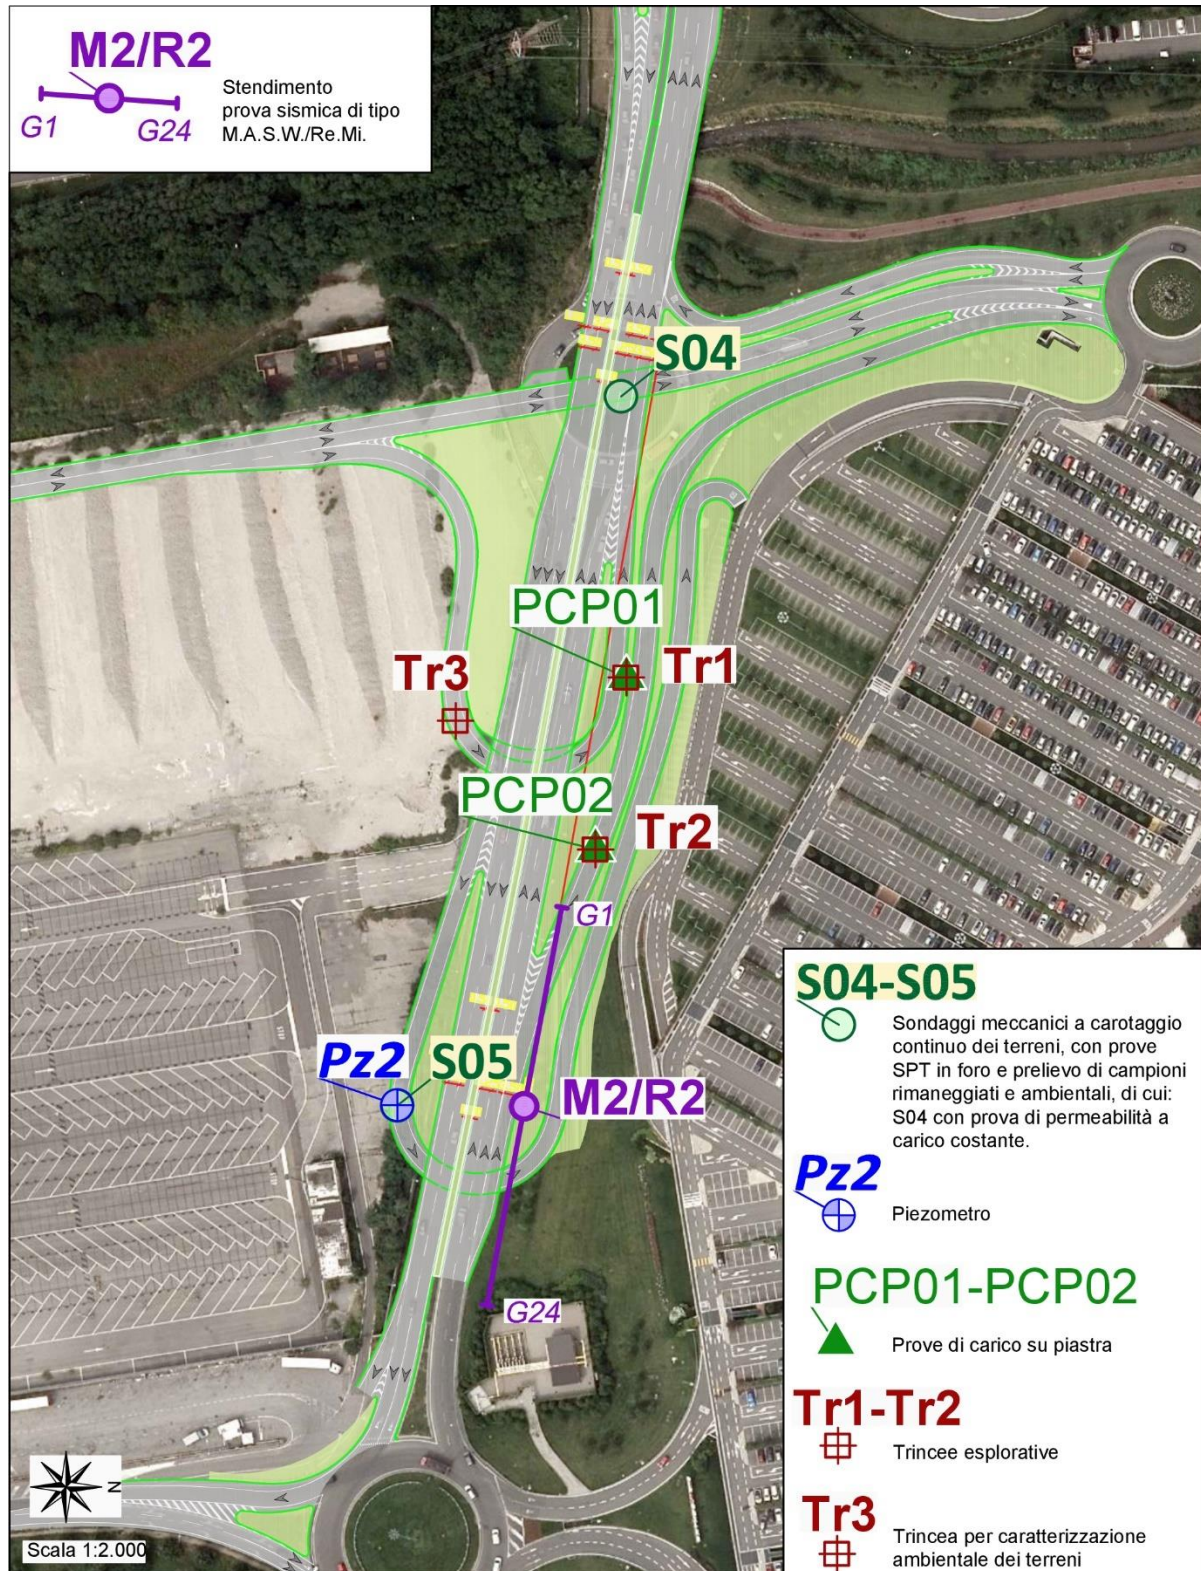 M2/R2
G1
G24
Stendimento
prova sismica di tipo
M.A.S.W./Re.Mi.
S04
PCP01
Tr3
Tr1
PCP02
Tr2
G1
Pz2
S05
M2/R2
G24
S04-S05
Sondaggi meccanici a carotaggio
continuo dei terreni, con prove
SPT in foro e prelievo di campioni
rimaneggiati e ambientali, di cui:
S04 con prova di permeabilità a
carico costante.
Pz2
Piezometro
PCP01-PCP02
Prove di carico su piastra
Tr1-Tr2
Trincee esplorative
Tr3
Trincea per caratterizzazione
ambientale dei terreni
N
Scala 1:2.000